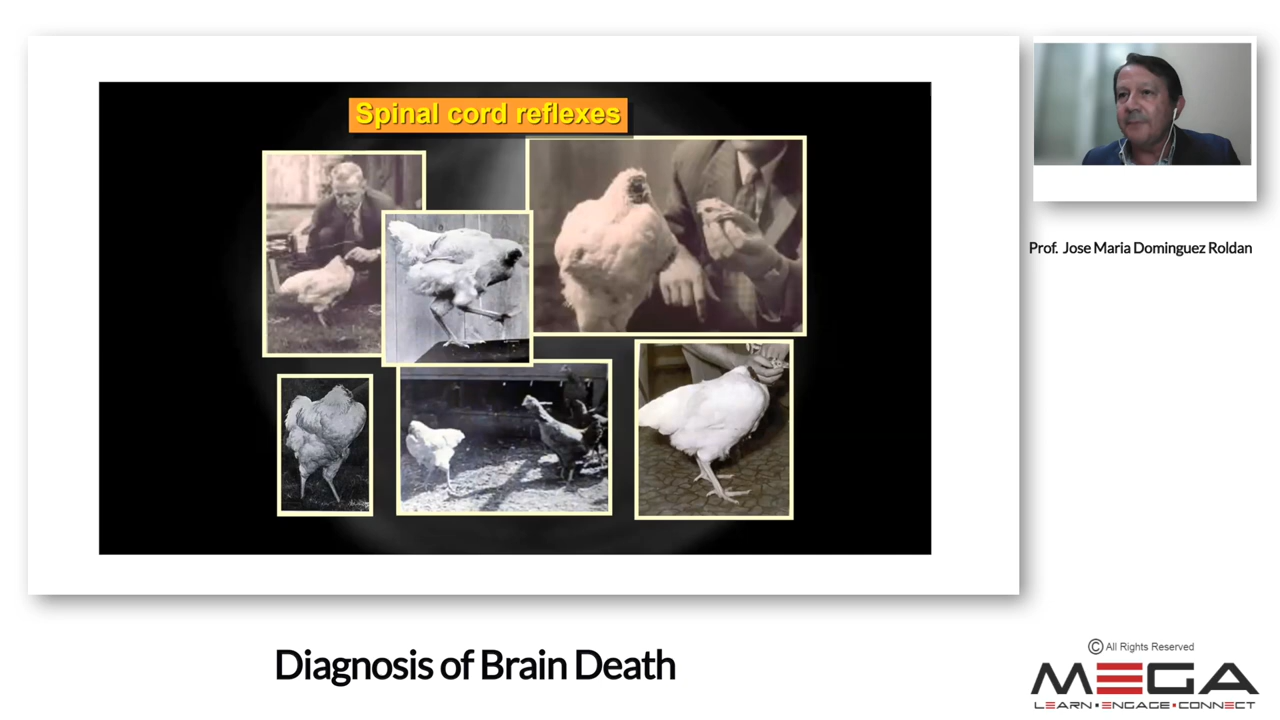 Spinal cord reflexes
Prof. Jose Maria Dominguez Roldan
Diagnosis of Brain Death
© All Rights Reserved
MEGA
LEARN•ENGAGE•CONNECT